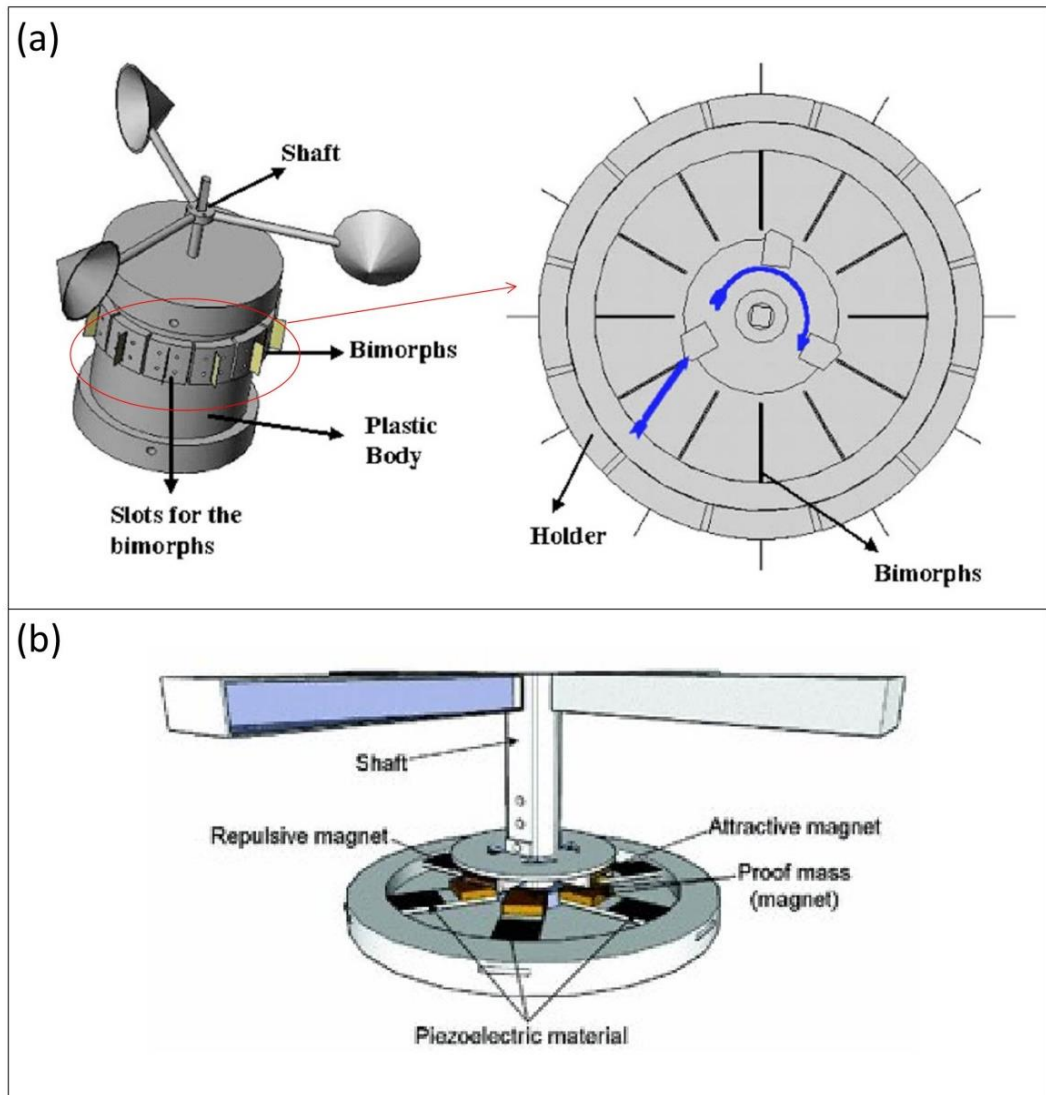 (a)
Shaft
Bimorphs
Plastic
Body
Slots for the
bimorphs
Holder
Bimorphs
(b)
Shaft
Repulsive magnet
Attractive magnet
Proof mass
(magnet)
Piezoelectric material